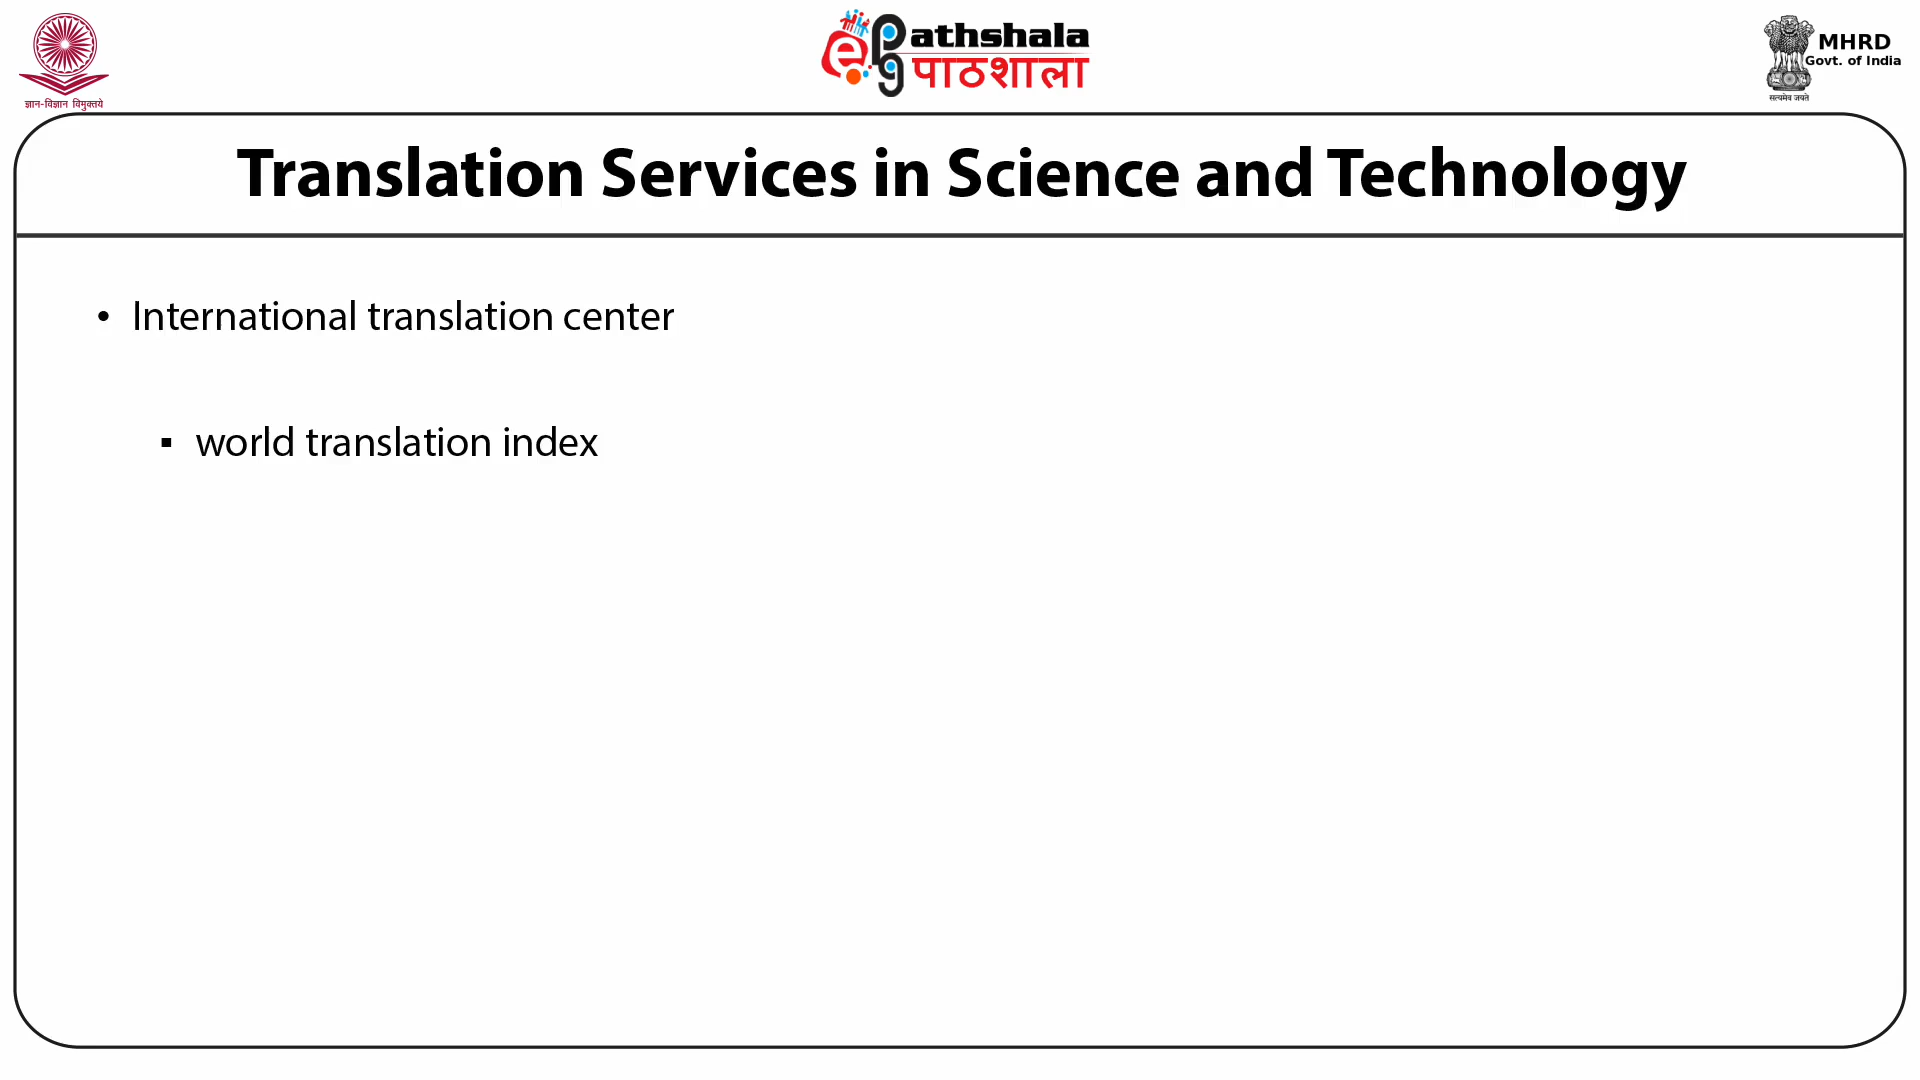 ज्ञान-विज्ञान विमुक्तये
e pg athshala
पाठशाला
MHRD
Govt. of India
सत्यमेव जयते
Translation Services in Science and Technology
• International translation center
▪ world translation index